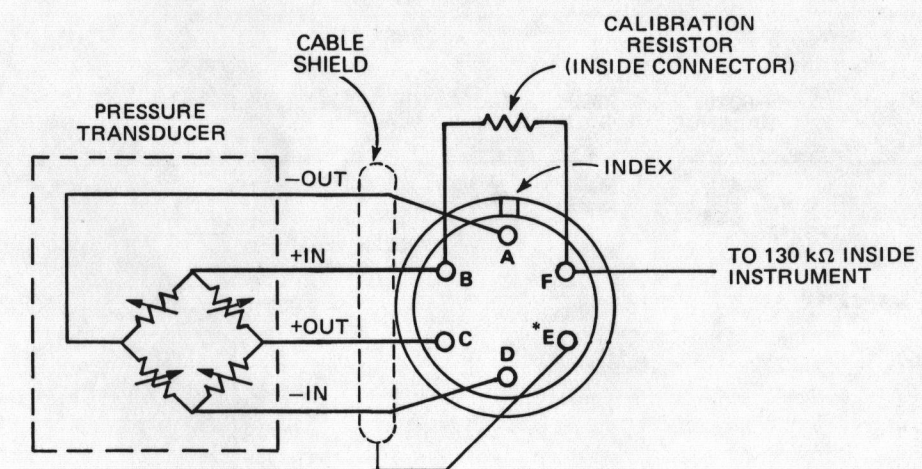 CALIBRATION
RESISTOR
(INSIDE CONNECTOR)
CABLE
SHIELD
PRESSURE
TRANSDUCER
INDEX
−OUT
A
+IN
B
F
TO 130 kΩ INSIDE
INSTRUMENT
+OUT
C
*E
D
−IN